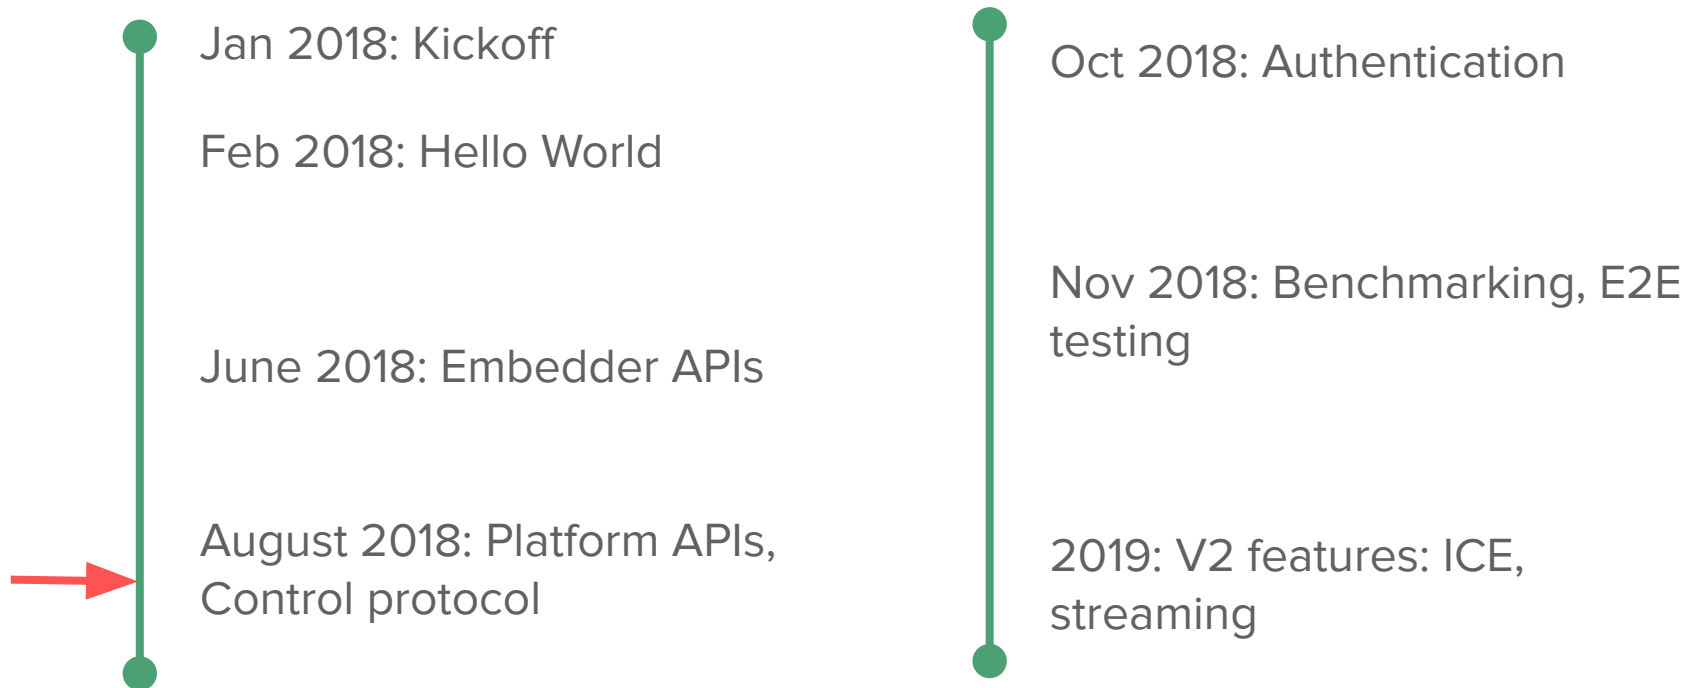 Jan 2018: Kickoff
Feb 2018: Hello World
June 2018: Embedder APIs
August 2018: Platform APIs,
Control protocol
Oct 2018: Authentication
Nov 2018: Benchmarking, E2E
testing
2019: V2 features: ICE,
streaming